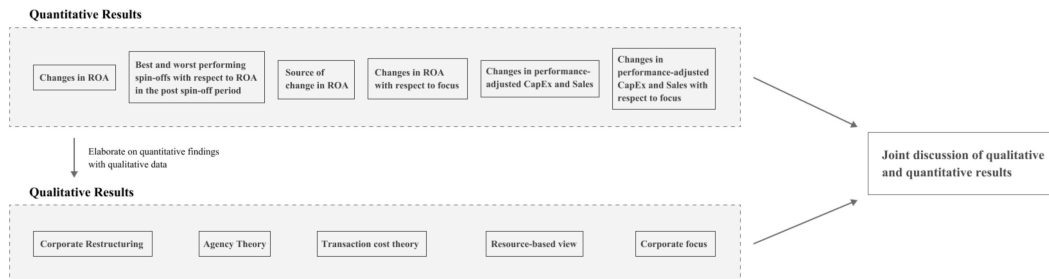 Quantitative Results
Changes in ROA
Best and worst performing
spin-offs with respect to ROA
in the post spin-off period
Source of
change in ROA
Changes in ROA
with respect to focus
Changes in performance-
adjusted CapEx and Sales
Changes in
performance-adjusted
CapEx and Sales with
respect to focus
Elaborate on quantitative findings
with qualitative data
Joint discussion of qualitative
and quantitative results
Qualitative Results
Corporate Restructuring
Agency Theory
Transaction cost theory
Resource-based view
Corporate focus